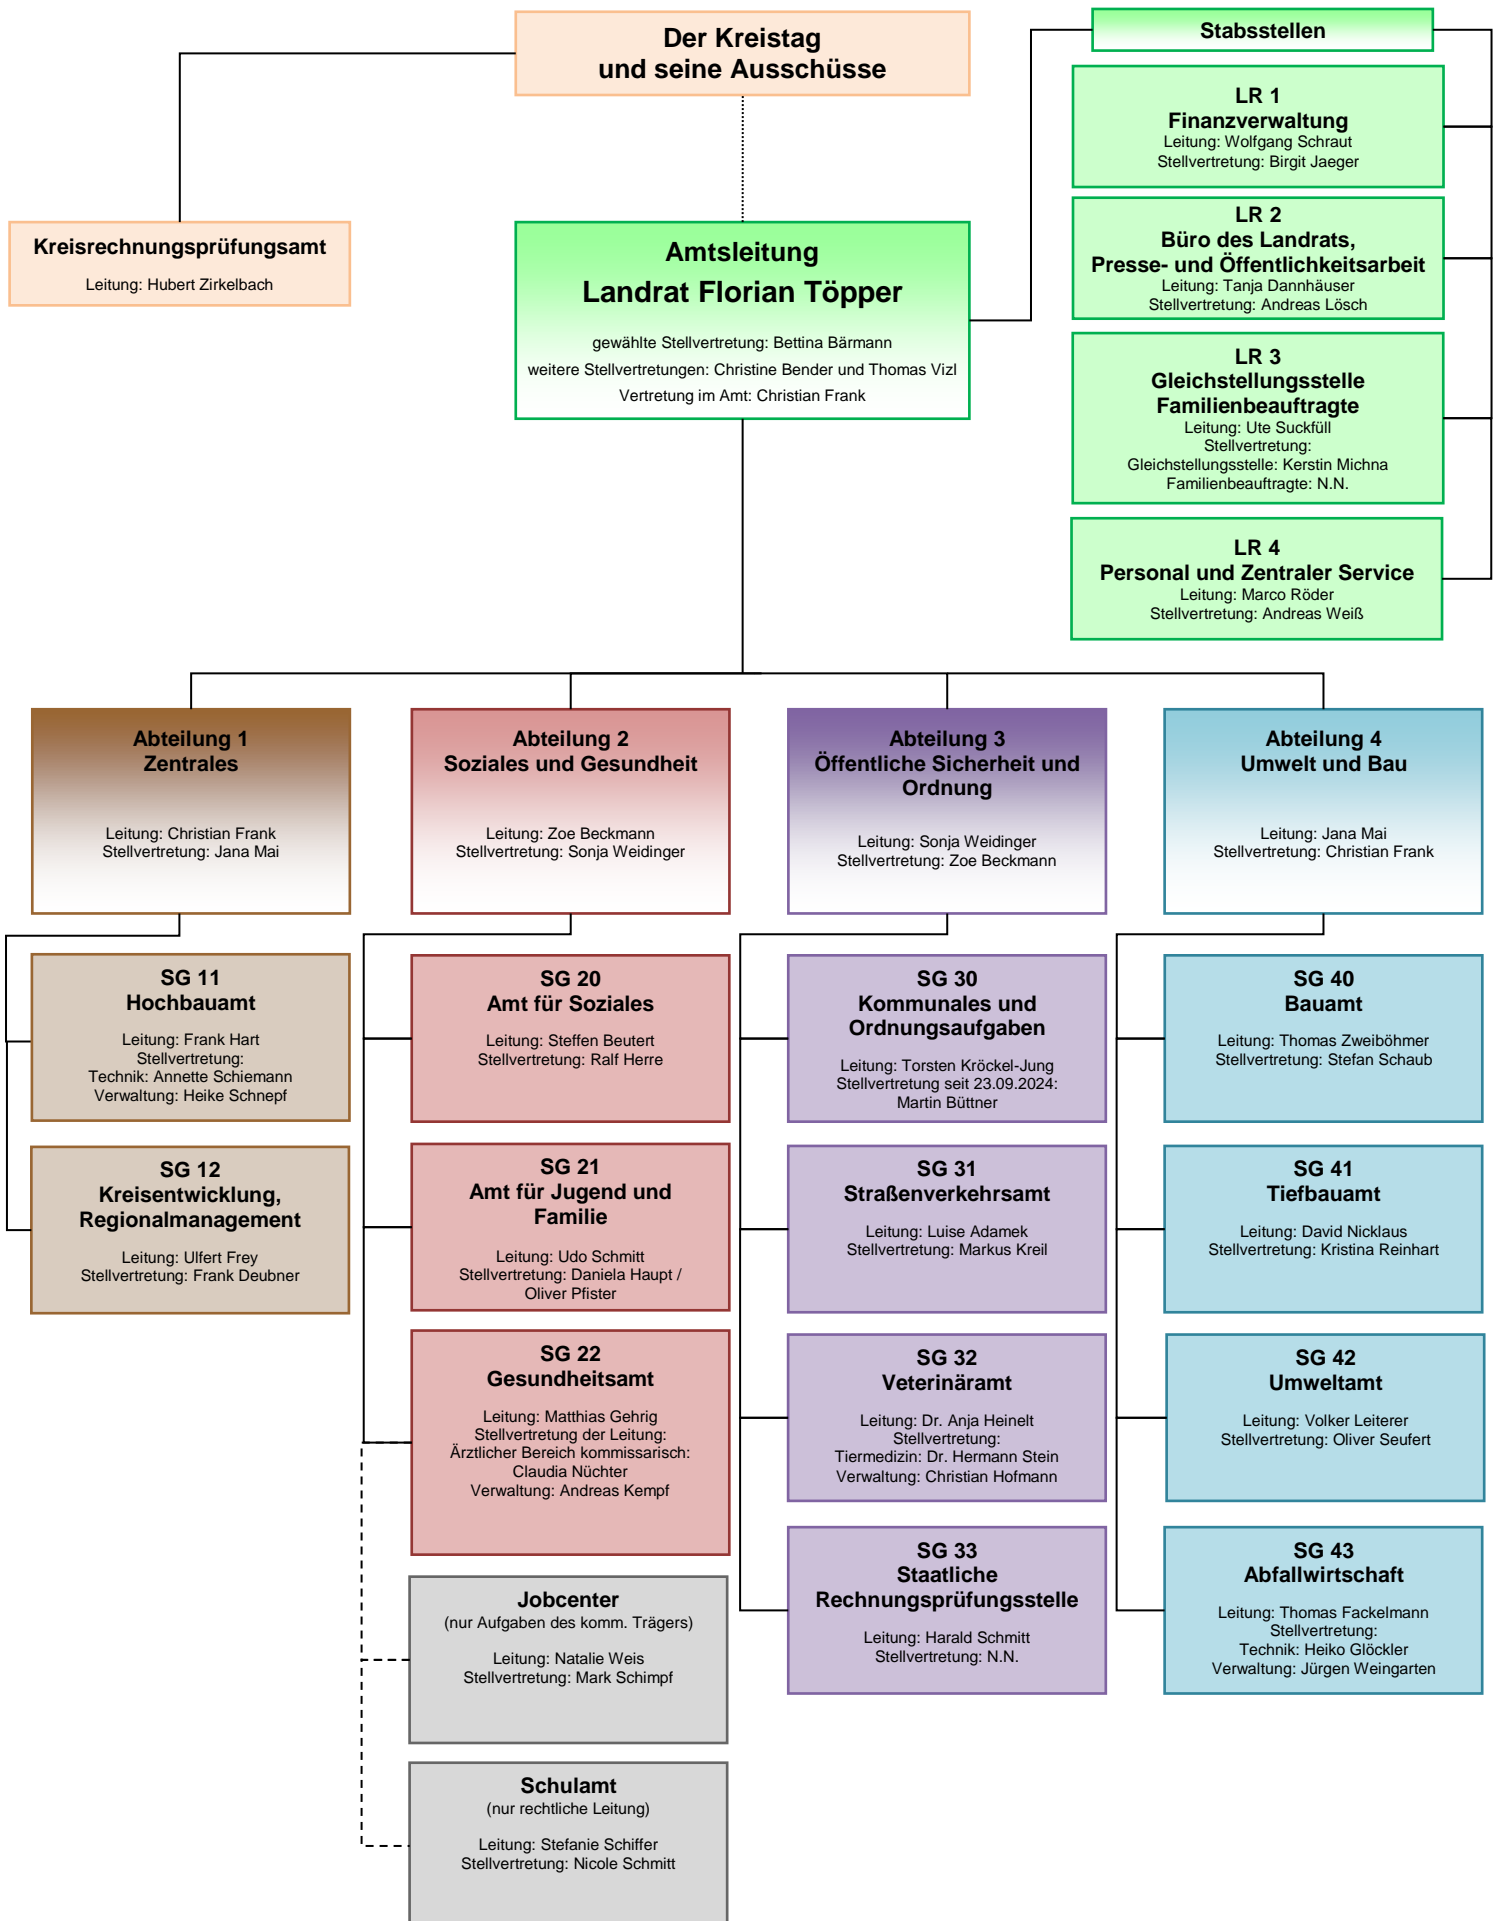 Der Kreistag
und seine Ausschüsse
Kreisrechnungsprüfungsamt
Leitung: Hubert Zirkelbach
Amtsleitung
Landrat Florian Töpper
gewählte Stellvertretung: Bettina Bärmann
weitere Stellvertretungen: Christine Bender und Thomas Vizl
Vertretung im Amt: Christian Frank
Stabsstellen
LR 1
Finanzverwaltung
Leitung: Wolfgang Schraut
Stellvertretung: Birgit Jaeger
LR 2
Büro des Landrats,
Presse- und Öffentlichkeitsarbeit
Leitung: Tanja Dannhäuser
Stellvertretung: Andreas Lösch
LR 3
Gleichstellungsstelle
Familienbeauftragte
Leitung: Ute Suckfüll
Stellvertretung:
Gleichstellungsstelle: Kerstin Michna
Familienbeauftragte: N.N.
LR 4
Personal und Zentraler Service
Leitung: Marco Röder
Stellvertretung: Andreas Weiß
Abteilung 1
Zentrales
Leitung: Christian Frank
Stellvertretung: Jana Mai
SG 11
Hochbauamt
Leitung: Frank Hart
Stellvertretung:
Technik: Annette Schiemann
Verwaltung: Heike Schnepf
SG 12
Kreisentwicklung,
Regionalmanagement
Leitung: Ulfert Frey
Stellvertretung: Frank Deubner
Abteilung 2
Soziales und Gesundheit
Leitung: Zoe Beckmann
Stellvertretung: Sonja Weidinger
SG 20
Amt für Soziales
Leitung: Steffen Beutert
Stellvertretung: Ralf Herre
SG 21
Amt für Jugend und
Familie
Leitung: Udo Schmitt
Stellvertretung: Daniela Haupt /
Oliver Pfister
SG 22
Gesundheitsamt
Leitung: Matthias Gehrig
Stellvertretung der Leitung:
Ärztlicher Bereich kommissarisch:
Claudia Nüchter
Verwaltung: Andreas Kempf
Jobcenter
(nur Aufgaben des komm. Trägers)
Leitung: Natalie Weis
Stellvertretung: Mark Schimpf
Schulamt
(nur rechtliche Leitung)
Leitung: Stefanie Schiffer
Stellvertretung: Nicole Schmitt
Abteilung 3
Öffentliche Sicherheit und
Ordnung
Leitung: Sonja Weidinger
Stellvertretung: Zoe Beckmann
SG 30
Kommunales und
Ordnungsaufgaben
Leitung: Torsten Kröckel-Jung
Stellvertretung seit 23.09.2024:
Martin Büttner
SG 31
Straßenverkehrsamt
Leitung: Luise Adamek
Stellvertretung: Markus Kreil
SG 32
Veterinäramt
Leitung: Dr. Anja Heinelt
Stellvertretung:
Tiermedizin: Dr. Hermann Stein
Verwaltung: Christian Hofmann
SG 33
Staatliche
Rechnungsprüfungsstelle
Leitung: Harald Schmitt
Stellvertretung: N.N.
Abteilung 4
Umwelt und Bau
Leitung: Jana Mai
Stellvertretung: Christian Frank
SG 40
Bauamt
Leitung: Thomas Zweiböhmer
Stellvertretung: Stefan Schaub
SG 41
Tiefbauamt
Leitung: David Nicklaus
Stellvertretung: Kristina Reinhart
SG 42
Umweltamt
Leitung: Volker Leiterer
Stellvertretung: Oliver Seufert
SG 43
Abfallwirtschaft
Leitung: Thomas Fackelmann
Stellvertretung:
Technik: Heiko Glöckler
Verwaltung: Jürgen Weingarten